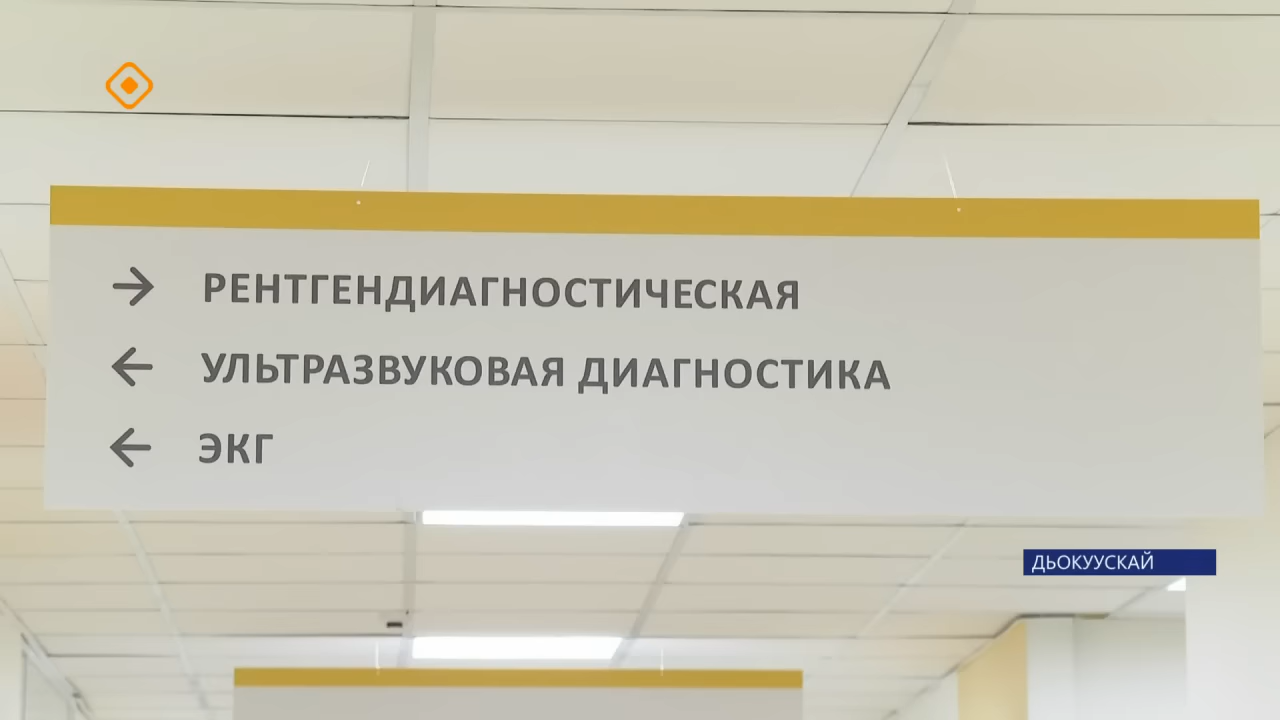 → РЕНТГЕНДИАГНОСТИЧЕСКАЯ
← УЛЬТРАЗВУКОВАЯ ДИАГНОСТИКА
← ЭКГ
ДЬОКУУСКАЙ